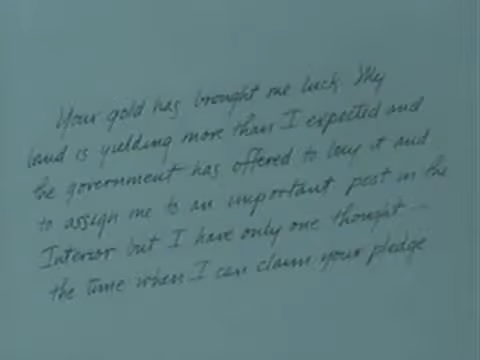 Your gold has brought me luck. My
land is yielding more than I expected and
the government has offered to buy it and
to assign me to an important post in the
Interior but I have only one thought —
the time when I can claim your pledge